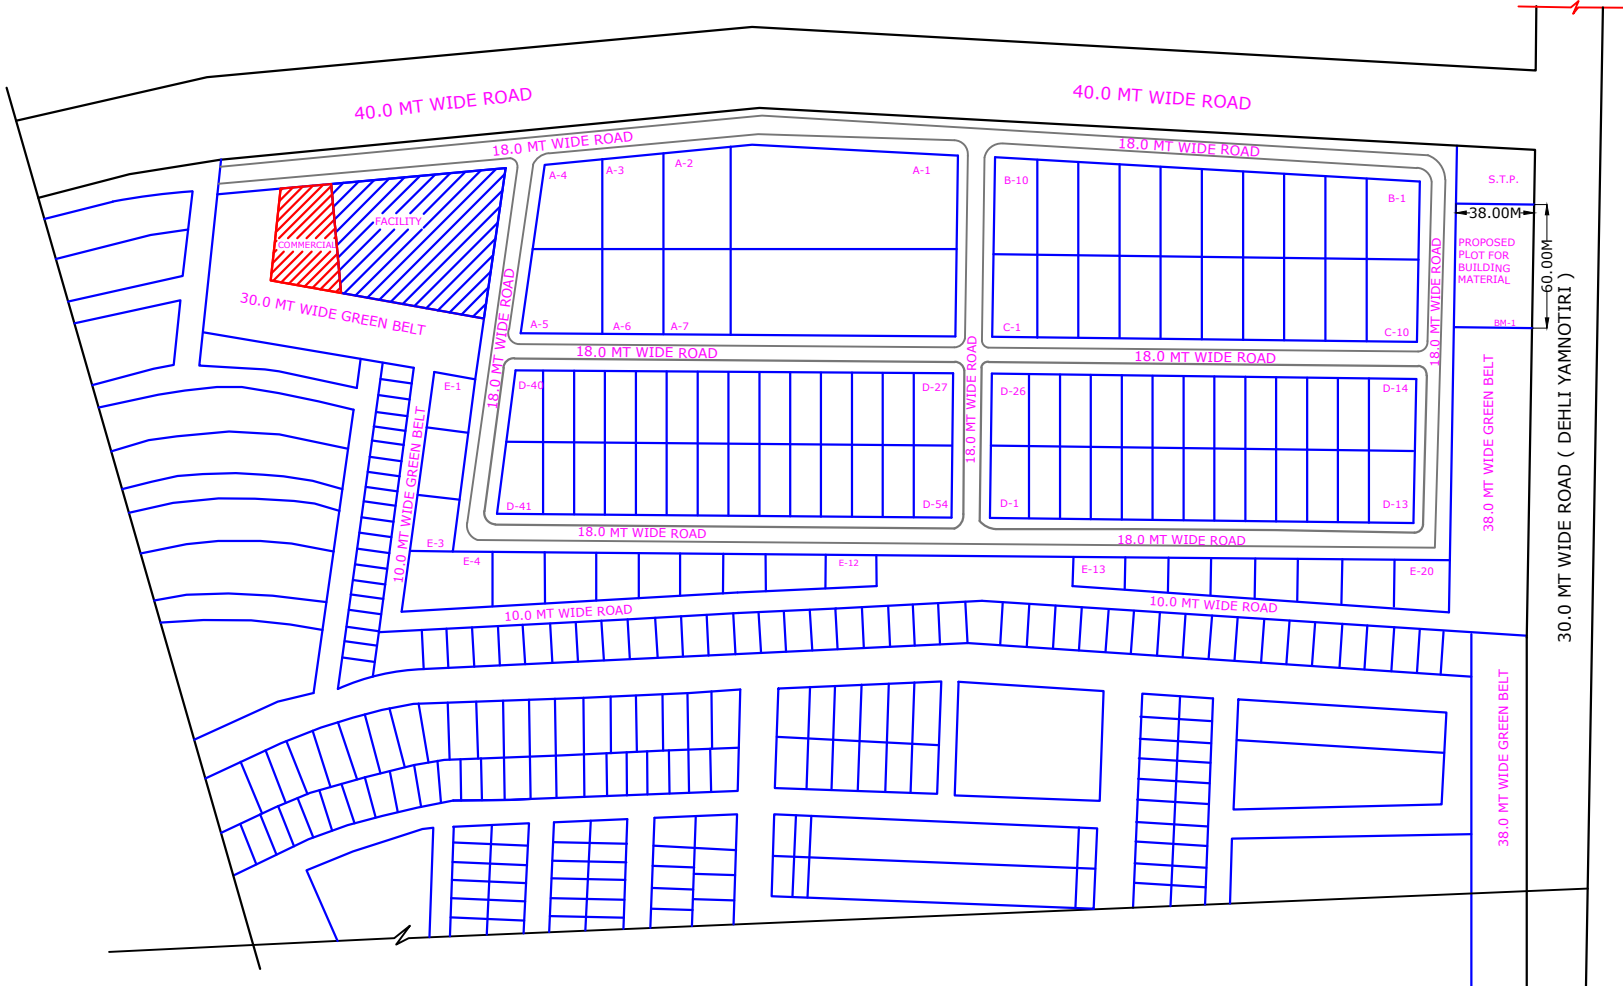 40.0 MT WIDE ROAD
40.0 MT WIDE ROAD
18.0 MT WIDE ROAD
18.0 MT WIDE ROAD
A-4
A-3
A-2
A-1
B-10
B-1
S.T.P.
38.00M
FACILITY
COMMERCIAL
PROPOSED
PLOT FOR
BUILDING
MATERIAL
60.00M
BM-1
30.0 MT WIDE GREEN BELT
18.0 MT WIDE ROAD
18.0 MT WIDE ROAD
A-5
A-6
A-7
C-1
C-10
18.0 MT WIDE ROAD
18.0 MT WIDE ROAD
18.0 MT WIDE ROAD
E-1
D-40
D-27
D-26
D-14
10.0 MT WIDE GREEN BELT
38.0 MT WIDE GREEN BELT
30.0 MT WIDE ROAD ( DEHLI YAMNOTIRI )
D-41
D-54
D-1
D-13
18.0 MT WIDE ROAD
18.0 MT WIDE ROAD
E-3
E-4
E-12
E-13
E-20
10.0 MT WIDE ROAD
10.0 MT WIDE ROAD
38.0 MT WIDE GREEN BELT